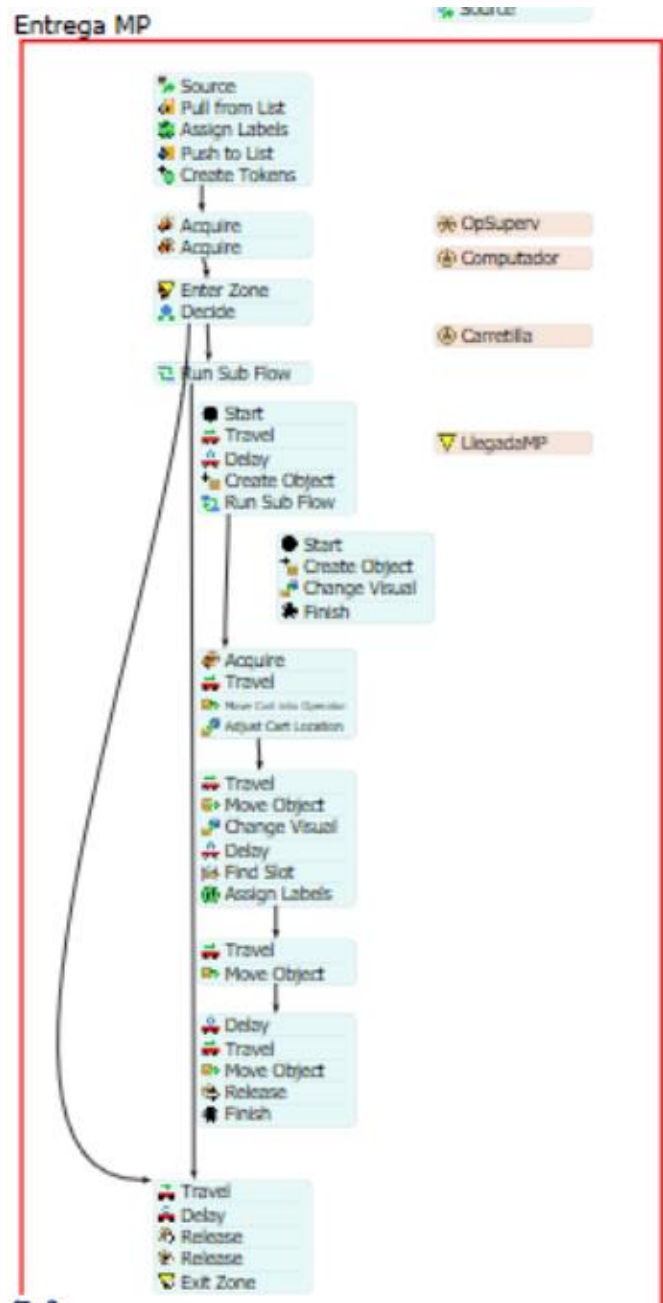 Source
Entrega MP
Source
Pull from List
Assign Labels
Push to List
Create Tokens
Acquire
Acquire
OpSuperv
Computador
Enter Zone
Decide
Carretilla
Run Sub Flow
Start
Travel
Delay
Create Object
Run Sub Flow
LlegadaMP
Start
Create Object
Change Visual
Finish
Acquire
Travel
Move Cart into Operator
Adjust Cart Location
Travel
Move Object
Change Visual
Delay
Find Slot
Assign Labels
Travel
Move Object
Delay
Travel
Move Object
Release
Finish
Travel
Delay
Release
Release
Exit Zone